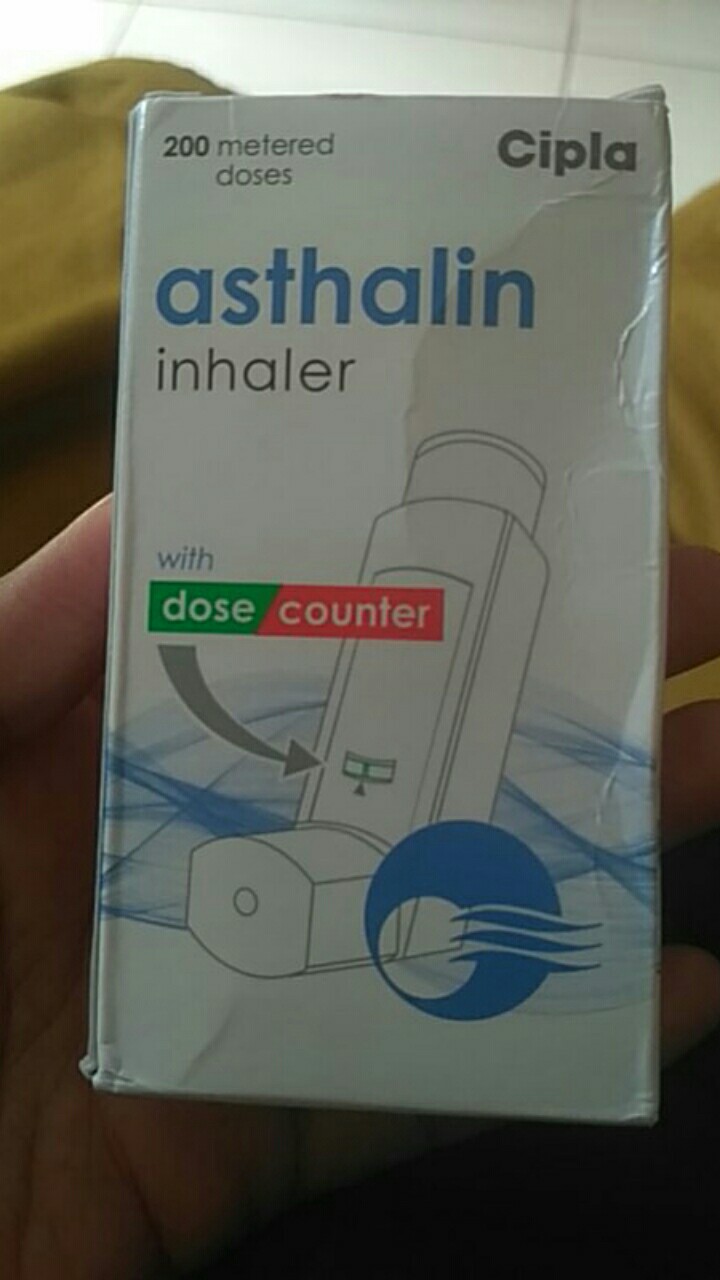 200 metered
doses
Cipla
asthalin
inhaler
with
dose counter